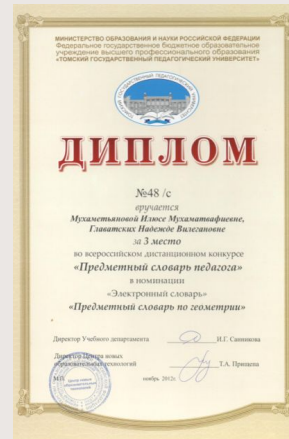 МИНИСТЕРСТВО ОБРАЗОВАНИЯ И НАУКИ РОССИЙСКОЙ ФЕДЕРАЦИИ
Федеральное государственное бюджетное образовательное
учреждение высшего профессионального образования
«ТОМСКИЙ ГОСУДАРСТВЕННЫЙ ПЕДАГОГИЧЕСКИЙ УНИВЕРСИТЕТ»
ДИПЛОМ
№48 /с
вручается
Мухаметьяновой Илюсе Мухаматвафиевне,
Главатских Надежде Вилегановне
за 3 место
во всероссийском дистанционном конкурсе
«Предметный словарь педагога»
в номинации
«Электронный словарь»
«Предметный словарь по геометрии»
Директор Учебного департамента И.Г. Санникова
Директор Центра новых
образовательных технологий Т.А. Прищепа
М.П. ноябрь 2012г.